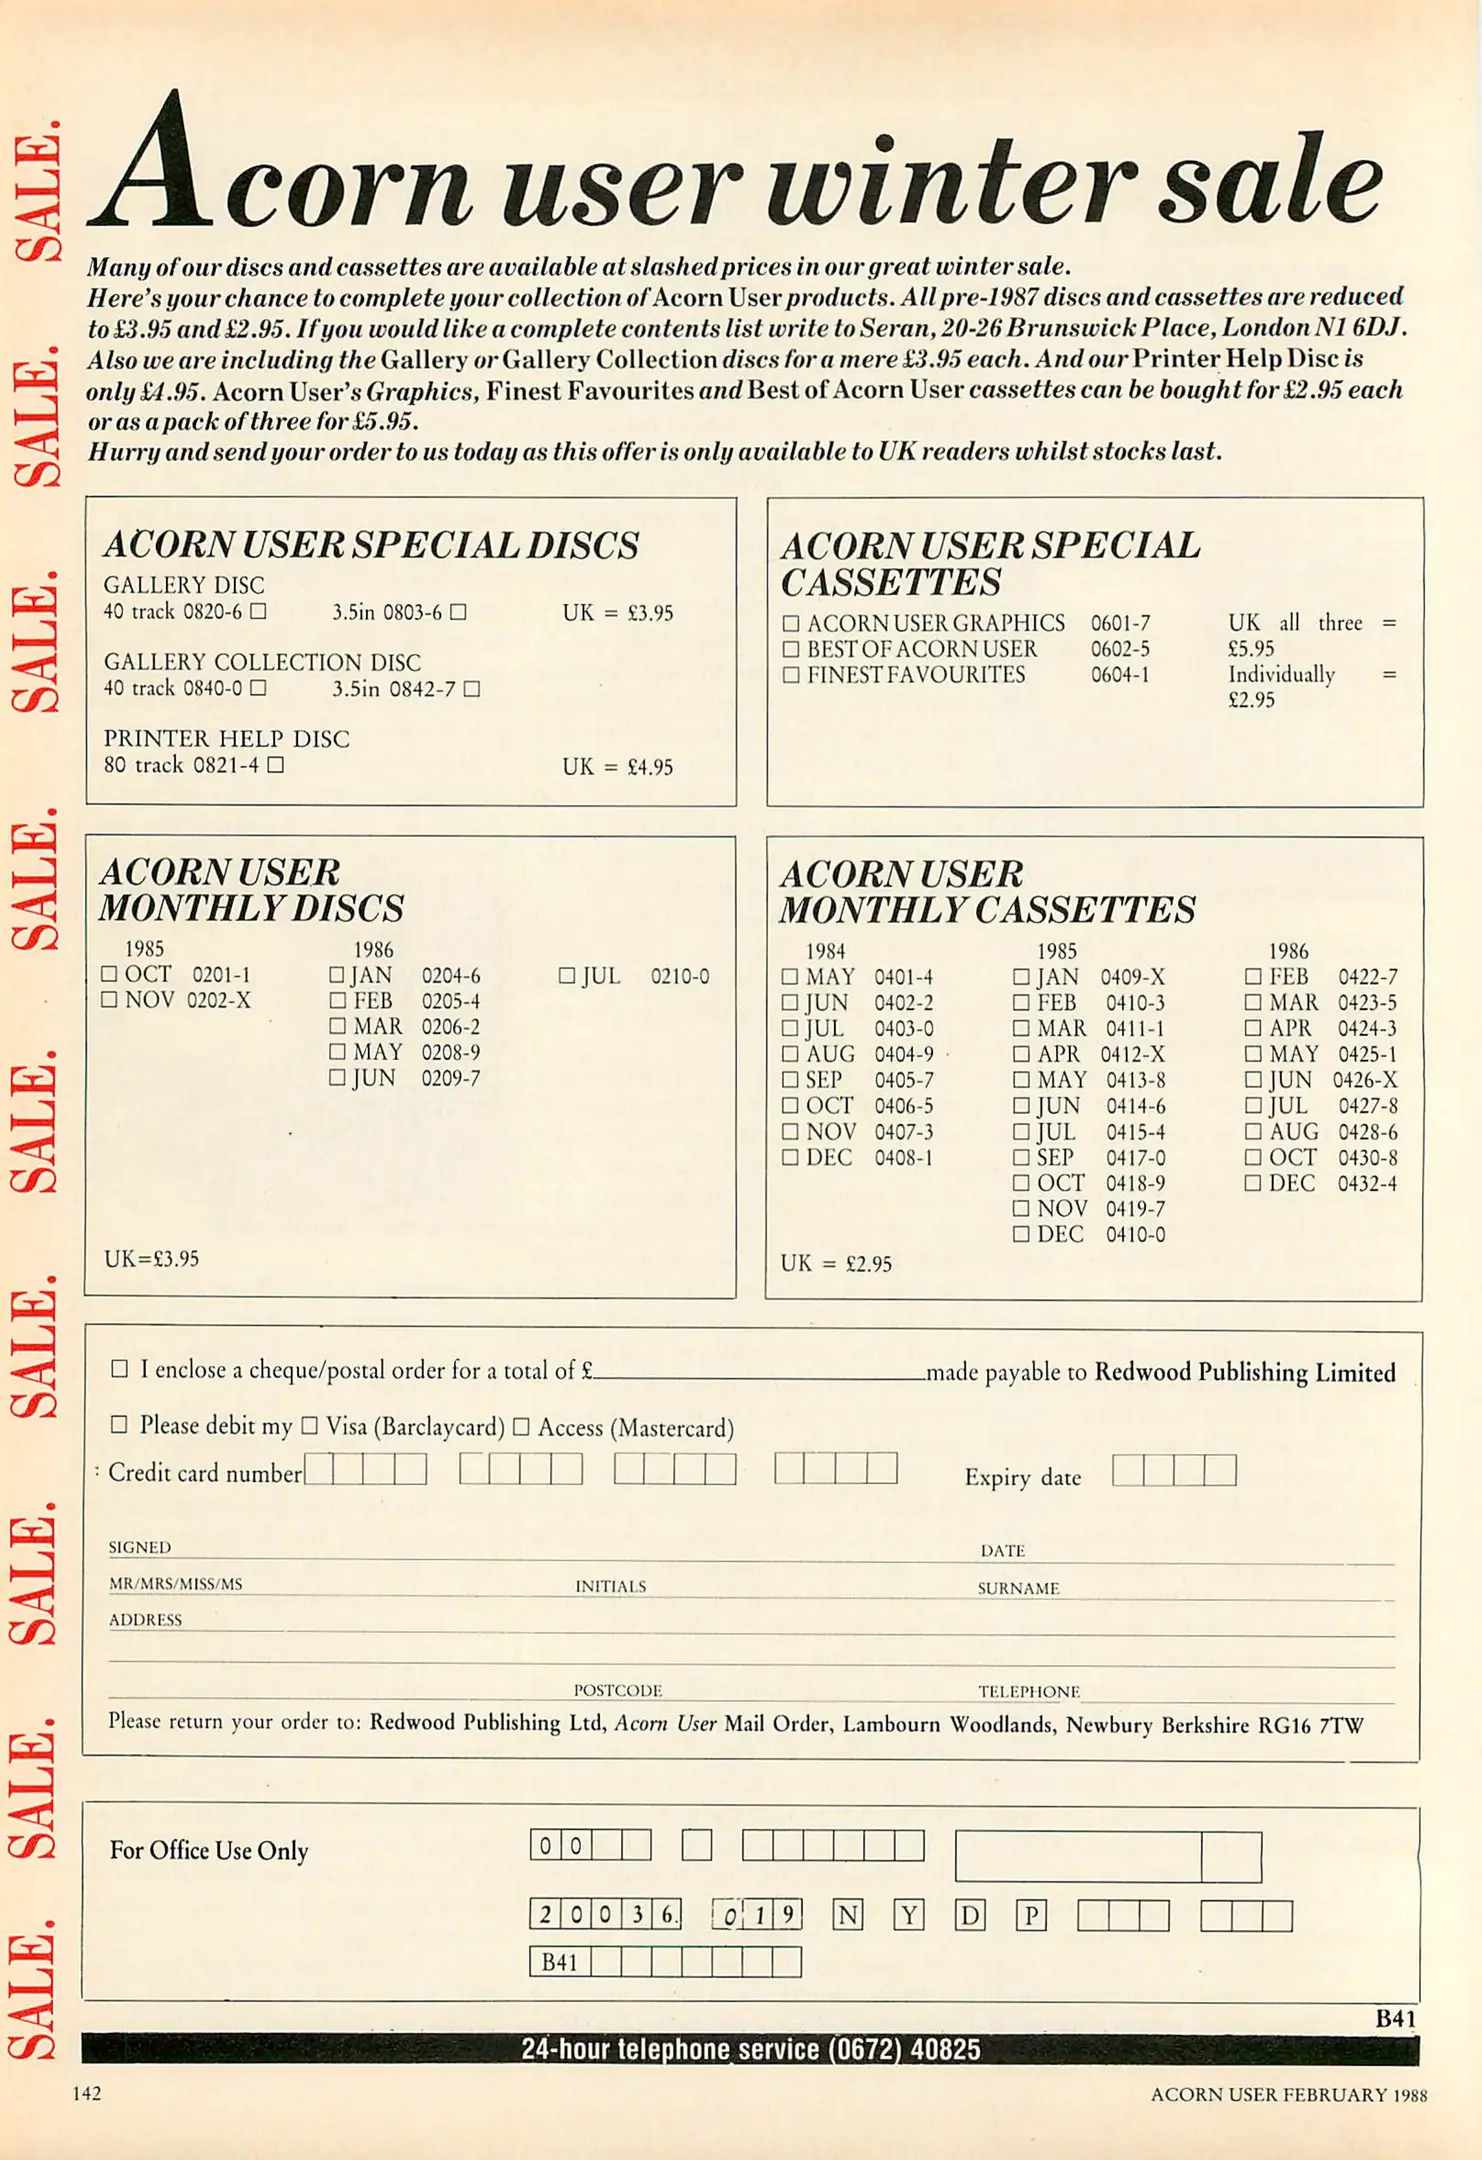 Acorn user winter sale
Many of our discs and cassettes are available at slashed prices in our great winter sale.
Here's your chance to complete your collection of Acorn User products. All pre-1987 discs and cassettes are reduced
to £3.95 and £2.95. If you would like a complete contents list write to Seran, 20-26 Brunswick Place, London N1 6DJ.
Also we are including the Gallery or Gallery Collection discs for a mere £3.95 each. And our Printer Help Disc is
only £4.95. Acorn User's Graphics, Finest Favourites and Best of Acorn User cassettes can be bought for £2.95 each
or as a pack of three for £5.95.
Hurry and send your order to us today as this offer is only available to UK readers whilst stocks last.
SALE.
SALE.
SALE.
SALE.
SALE.
SALE.
SALE.
SALE.
SALE.
ACORN USER SPECIAL DISCS
GALLERY DISC
40 track 0820-6 □ 3.5in 0803-6 □ UK = £3.95
GALLERY COLLECTION DISC
40 track 0840-0 □ 3.5in 0842-7 □
PRINTER HELP DISC
80 track 0821-4 □ UK = £4.95
ACORN USER SPECIAL
CASSETTES
□ ACORN USER GRAPHICS 0601-7 UK all three =
□ BEST OF ACORN USER 0602-5 £5.95
□ FINEST FAVOURITES 0604-1 Individually =
£2.95
ACORN USER
MONTHLY DISCS
1985 1986
□ OCT 0201-1 □ JAN 0204-6 □ JUL 0210-0
□ NOV 0202-X □ FEB 0205-4
□ MAR 0206-2
□ MAY 0208-9
□ JUN 0209-7
UK=£3.95
ACORN USER
MONTHLY CASSETTES
1984 1985 1986
□ MAY 0401-4 □ JAN 0409-X □ FEB 0422-7
□ JUN 0402-2 □ FEB 0410-3 □ MAR 0423-5
□ JUL 0403-0 □ MAR 0411-1 □ APR 0424-3
□ AUG 0404-9 □ APR 0412-X □ MAY 0425-1
□ SEP 0405-7 □ MAY 0413-8 □ JUN 0426-X
□ OCT 0406-5 □ JUN 0414-6 □ JUL 0427-8
□ NOV 0407-3 □ JUL 0415-4 □ AUG 0428-6
□ DEC 0408-1 □ SEP 0417-0 □ OCT 0430-8
□ OCT 0418-9 □ DEC 0432-4
□ NOV 0419-7
□ DEC 0410-0
UK = £2.95
□ I enclose a cheque/postal order for a total of £ made payable to Redwood Publishing Limited
□ Please debit my □ Visa (Barclaycard) □ Access (Mastercard)
Credit card number Expiry date
SIGNED DATE
MR/MRS/MISS/MS INITIALS SURNAME
ADDRESS
POSTCODE TELEPHONE
Please return your order to: Redwood Publishing Ltd, Acorn User Mail Order, Lambourn Woodlands, Newbury Berkshire RG16 7TW
For Office Use Only 0 0
2 0 0 3 6. 0 1 9 N Y D P
B41
B41
24-hour telephone service (0672) 40825
142 ACORN USER FEBRUARY 1988